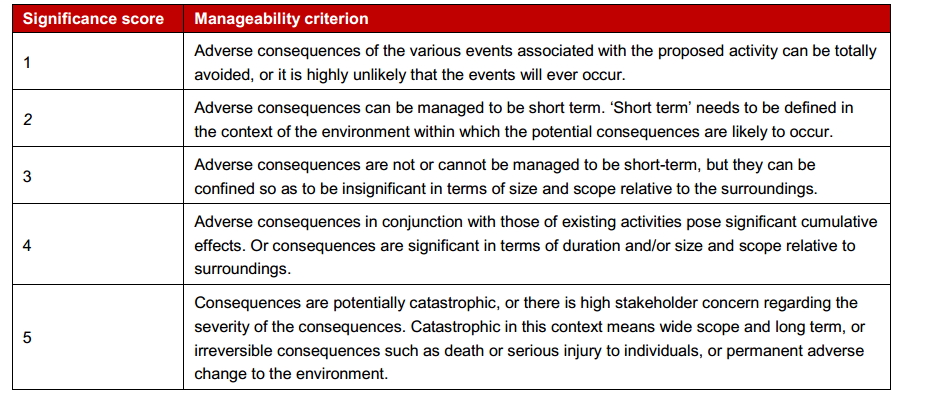 Significance score Manageability criterion
1
Adverse consequences of the various events associated with the proposed activity can be totally
avoided, or it is highly unlikely that the events will ever occur.
2
Adverse consequences can be managed to be short term. ‘Short term’ needs to be defined in
the context of the environment within which the potential consequences are likely to occur.
3
Adverse consequences are not or cannot be managed to be short-term, but they can be
confined so as to be insignificant in terms of size and scope relative to the surroundings.
4
Adverse consequences in conjunction with those of existing activities pose significant cumulative
effects. Or consequences are significant in terms of duration and/or size and scope relative to
surroundings.
5
Consequences are potentially catastrophic, or there is high stakeholder concern regarding the
severity of the consequences. Catastrophic in this context means wide scope and long term, or
irreversible consequences such as death or serious injury to individuals, or permanent adverse
change to the environment.